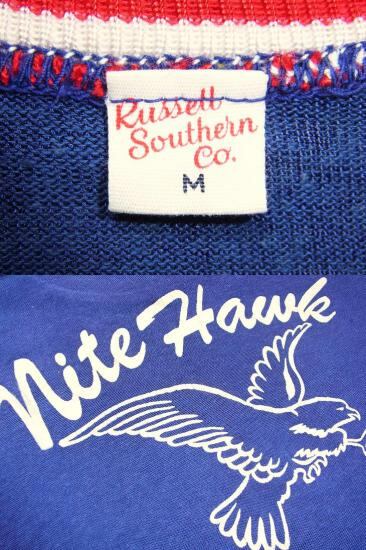 Russell
Southern
Co.
M
Nite Hawk